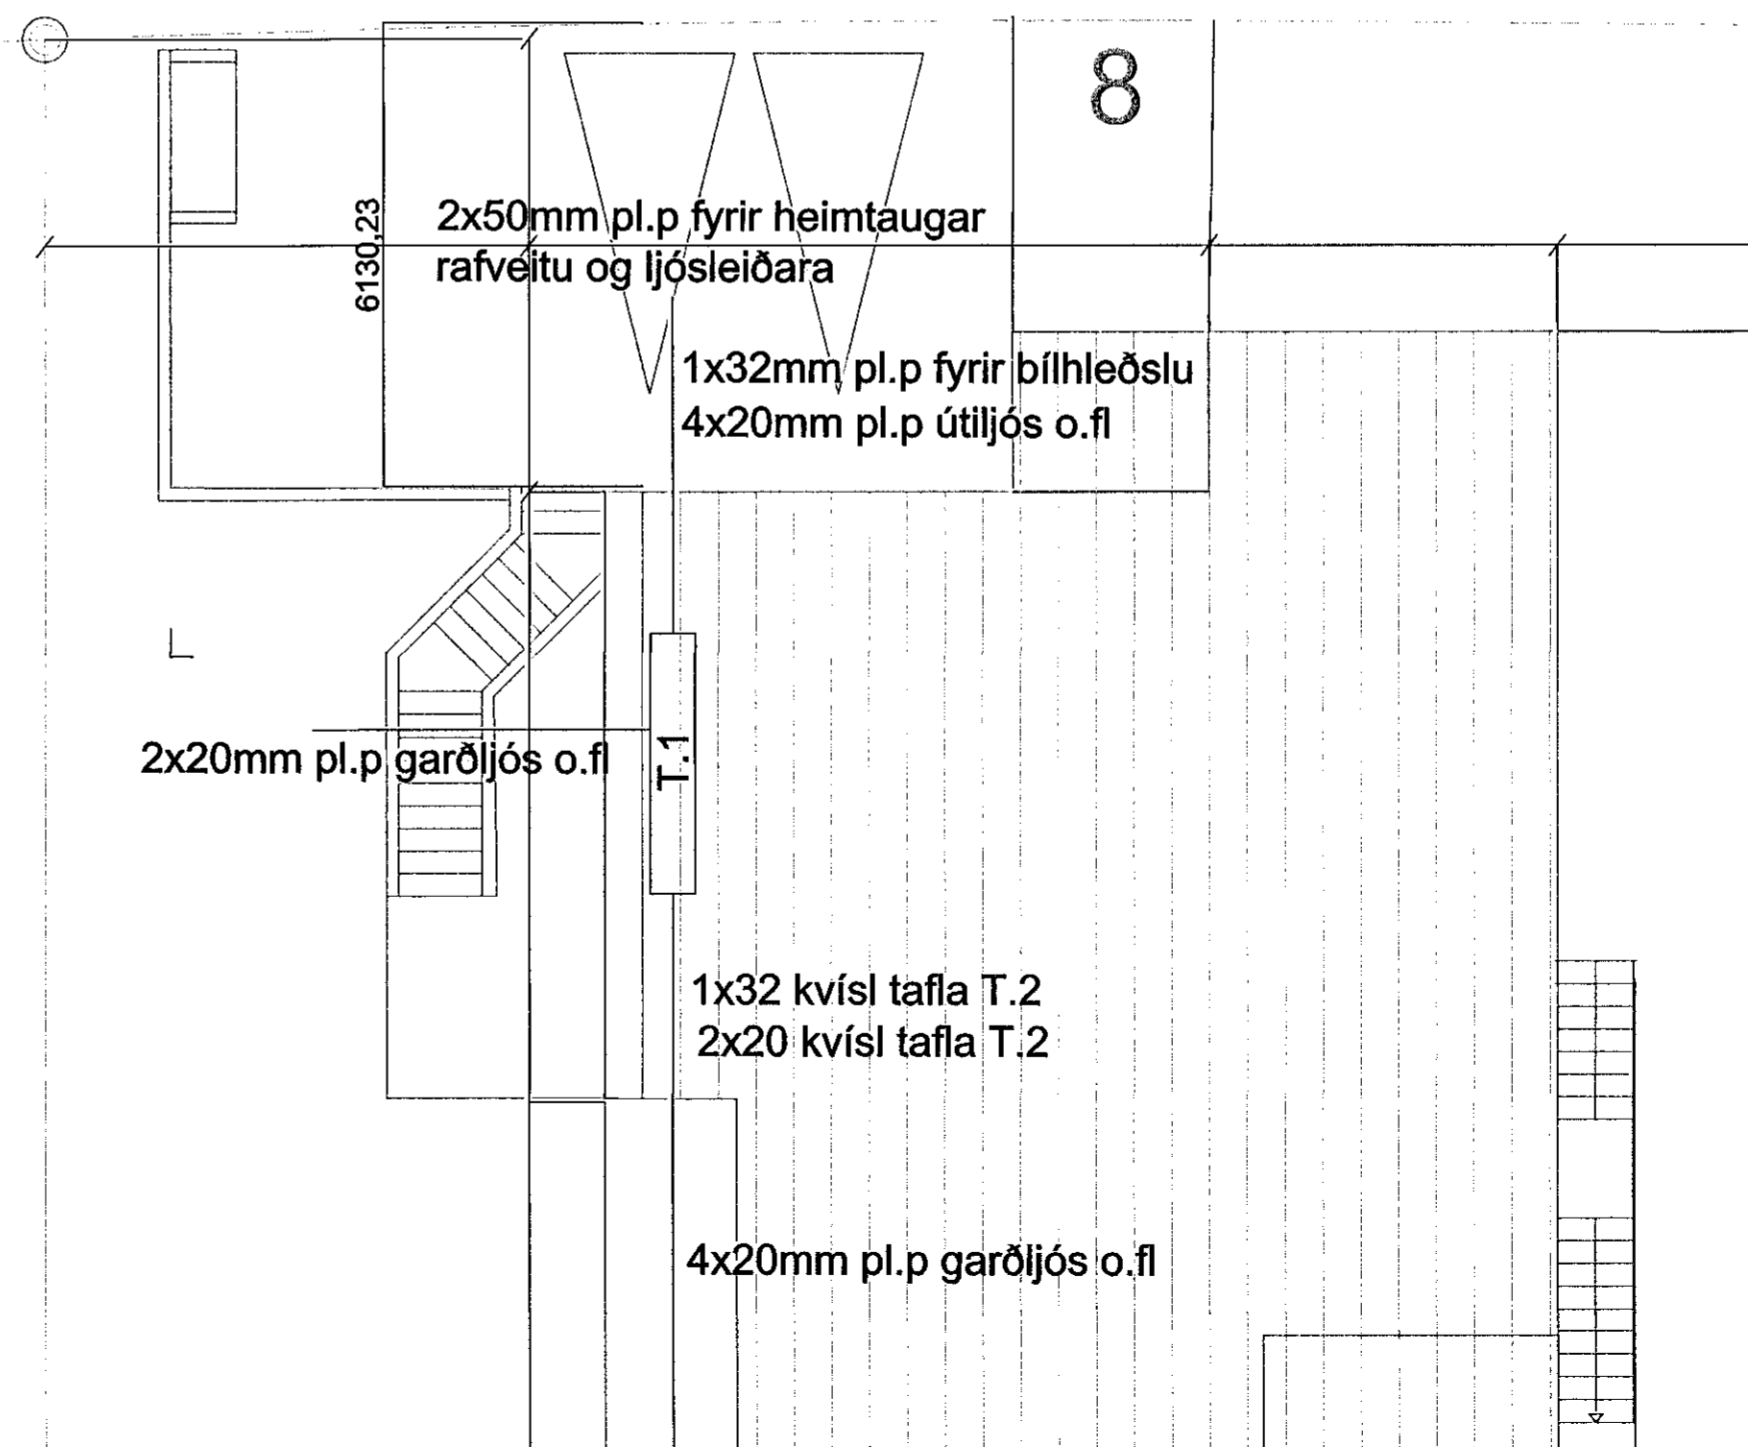 8
2x50mm pl.p fyrir heimtaugar
rafveitu og ljósleiðara
6130,23
1x32mm pl.p fyrir bílhleðslu
4x20mm pl.p útiljós o.fl
2x20mm pl.p garðljós o.fl
T.1
1x32 kvísl tafla T.2
2x20 kvísl tafla T.2
4x20mm pl.p garðljós o.fl